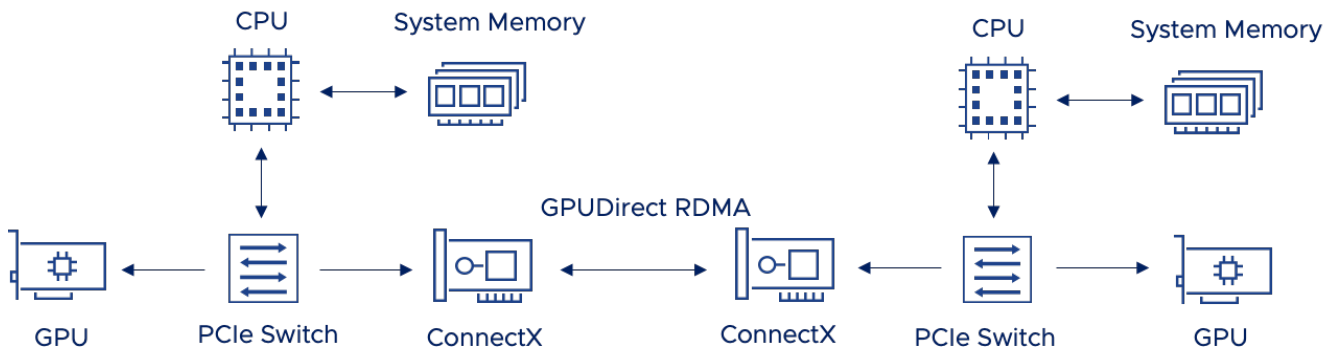 CPU
System Memory
CPU
System Memory
GPUDirect RDMA
GPU
PCIe Switch
ConnectX
ConnectX
PCIe Switch
GPU